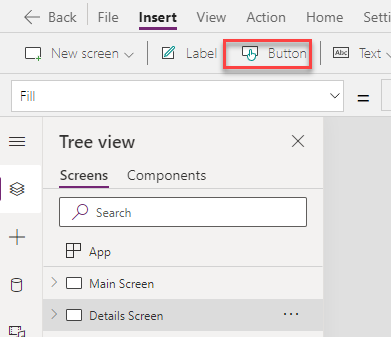 Back File Insert View Action Home
New screen Label Button Abc Text
Fill =
Tree view
Screens Components
Search
App
Main Screen
Details Screen ...